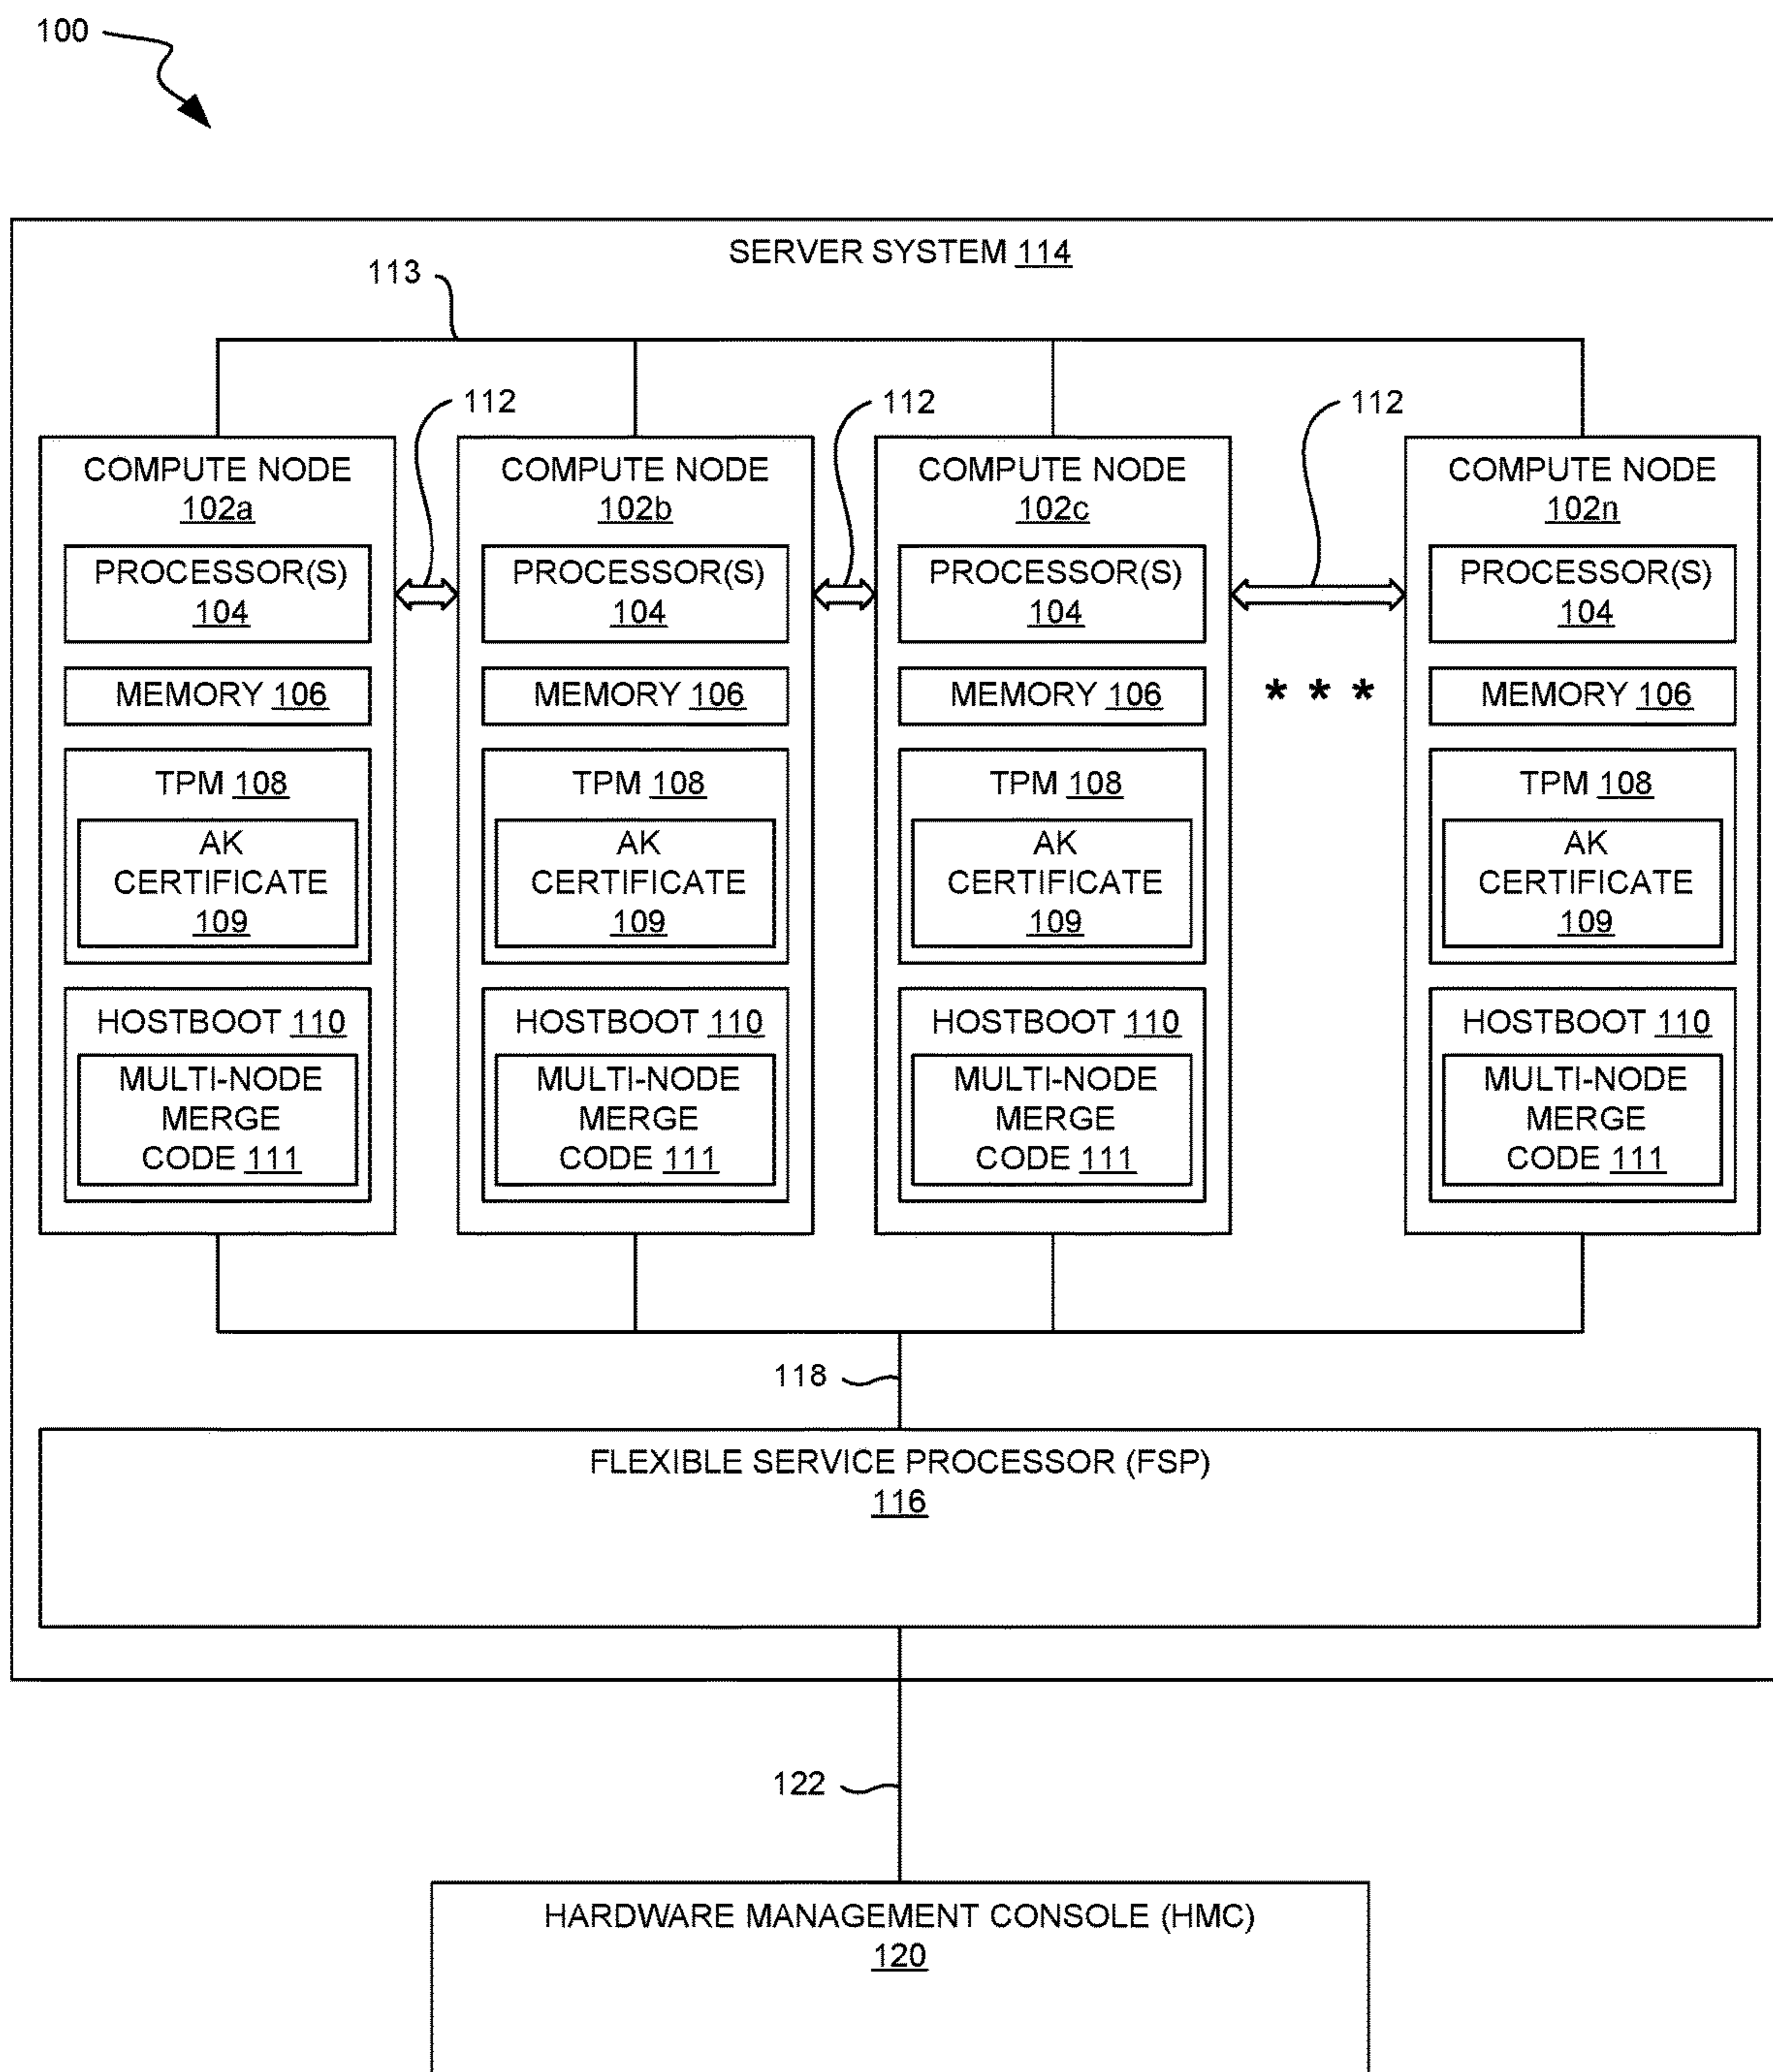 100
SERVER SYSTEM 114
113
112
112
112
COMPUTE NODE
102a
PROCESSOR(S)
104
MEMORY 106
TPM 108
AK
CERTIFICATE
109
HOSTBOOT 110
MULTI-NODE
MERGE
CODE 111
COMPUTE NODE
102b
PROCESSOR(S)
104
MEMORY 106
TPM 108
AK
CERTIFICATE
109
HOSTBOOT 110
MULTI-NODE
MERGE
CODE 111
COMPUTE NODE
102c
PROCESSOR(S)
104
MEMORY 106
TPM 108
AK
CERTIFICATE
109
HOSTBOOT 110
MULTI-NODE
MERGE
CODE 111
* * *
COMPUTE NODE
102n
PROCESSOR(S)
104
MEMORY 106
TPM 108
AK
CERTIFICATE
109
HOSTBOOT 110
MULTI-NODE
MERGE
CODE 111
118
FLEXIBLE SERVICE PROCESSOR (FSP)
116
122
HARDWARE MANAGEMENT CONSOLE (HMC)
120